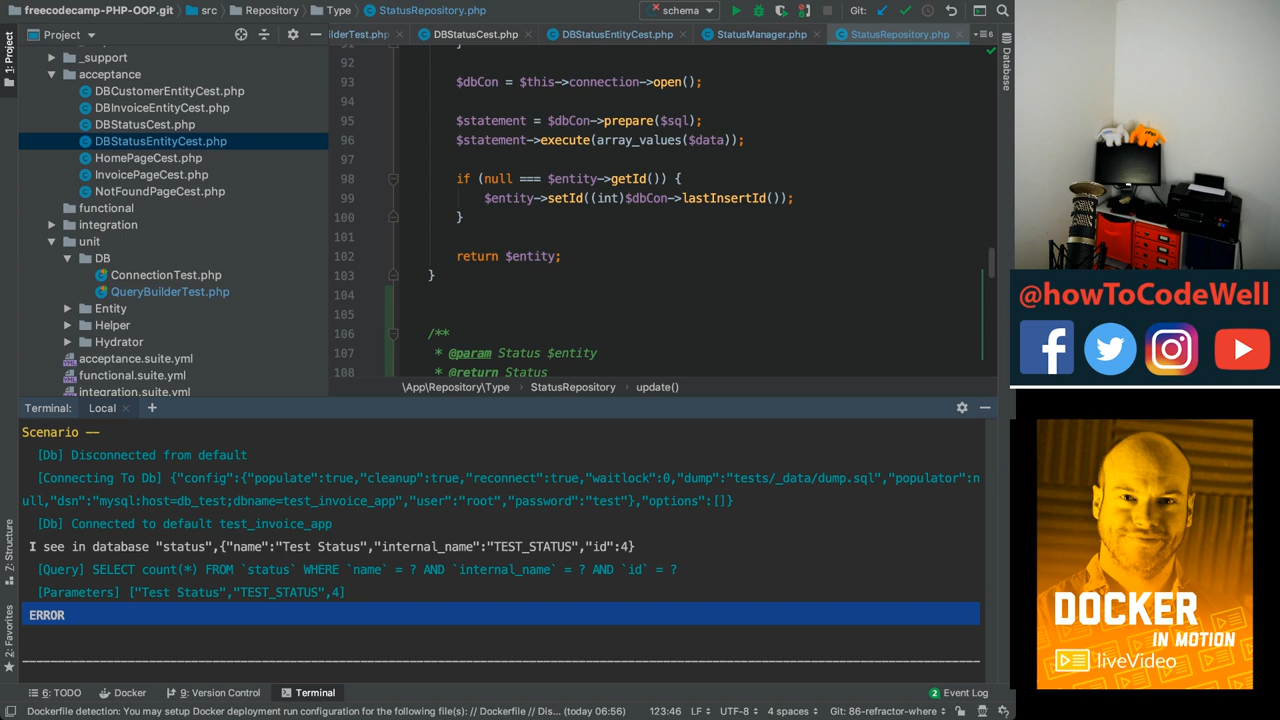 freecodecamp-PHP-OOP.git
src
Repository
Type
StatusRepository.php
schema
Git:
Project
ilderTest.php
DBStatusCest.php
DBStatusEntityCest.php
StatusManager.php
StatusRepository.php
6
1: Project
Database
_support
acceptance
DBCustomerEntityCest.php
DBInvoiceEntityCest.php
DBStatusCest.php
DBStatusEntityCest.php
HomePageCest.php
InvoicePageCest.php
NotFoundPageCest.php
functional
integration
unit
DB
ConnectionTest.php
QueryBuilderTest.php
Entity
Helper
Hydrator
acceptance.suite.yml
functional.suite.yml
integration.suite.yml
91 }
92
93 $dbCon = $this->connection->open();
94
95 $statement = $dbCon->prepare($sql);
96 $statement->execute(array_values($data));
97
98 if (null === $entity->getId()) {
99 $entity->setId((int)$dbCon->lastInsertId());
100 }
101
102 return $entity;
103 }
104
105
106 /**
107 * @param Status $entity
108 * @return Status
\App\Repository\Type
StatusRepository
update()
Terminal:
Local
+
Scenario --
[Db] Disconnected from default
[Connecting To Db] {"config":{"populate":true,"cleanup":true,"reconnect":true,"waitlock":0,"dump":"tests/_data/dump.sql","populator":n
ull,"dsn":"mysql:host=db_test;dbname=test_invoice_app","user":"root","password":"test"},"options":[]}
[Db] Connected to default test_invoice_app
I see in database "status",{"name":"Test Status","internal_name":"TEST_STATUS","id":4}
[Query] SELECT count(*) FROM `status` WHERE `name` = ? AND `internal_name` = ? AND `id` = ?
[Parameters] ["Test Status","TEST_STATUS",4]
ERROR
7: Structure
2: Favorites
6: TODO
Docker
9: Version Control
Terminal
2 Event Log
Dockerfile detection: You may setup Docker deployment run configuration for the following file(s): // Dockerfile // Dis... (today 06:56)
123:46
LF
UTF-8
4 spaces
Git: 86-refractor-where
@howToCodeWell
DOCKER
IN MOTION
liveVideo